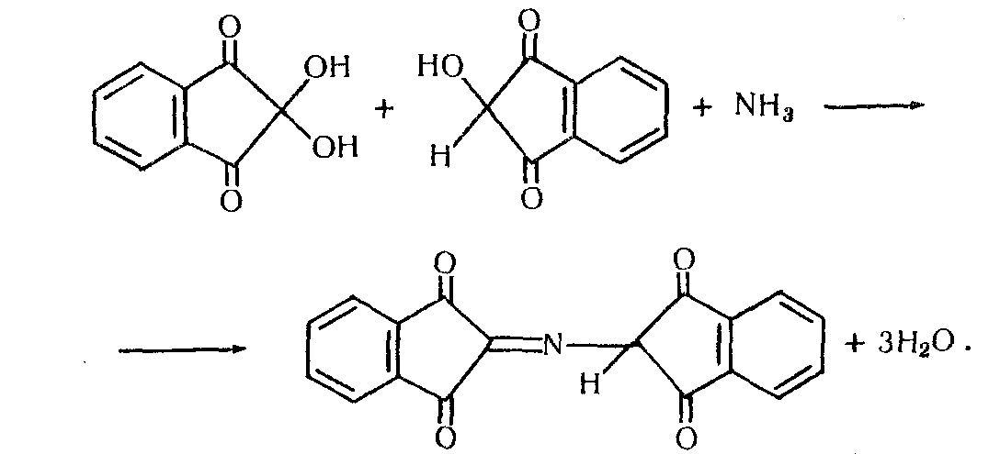 O O
OH HO
+ + NH₃
OH H
O O
O O
N + 3H₂O .
H
O O